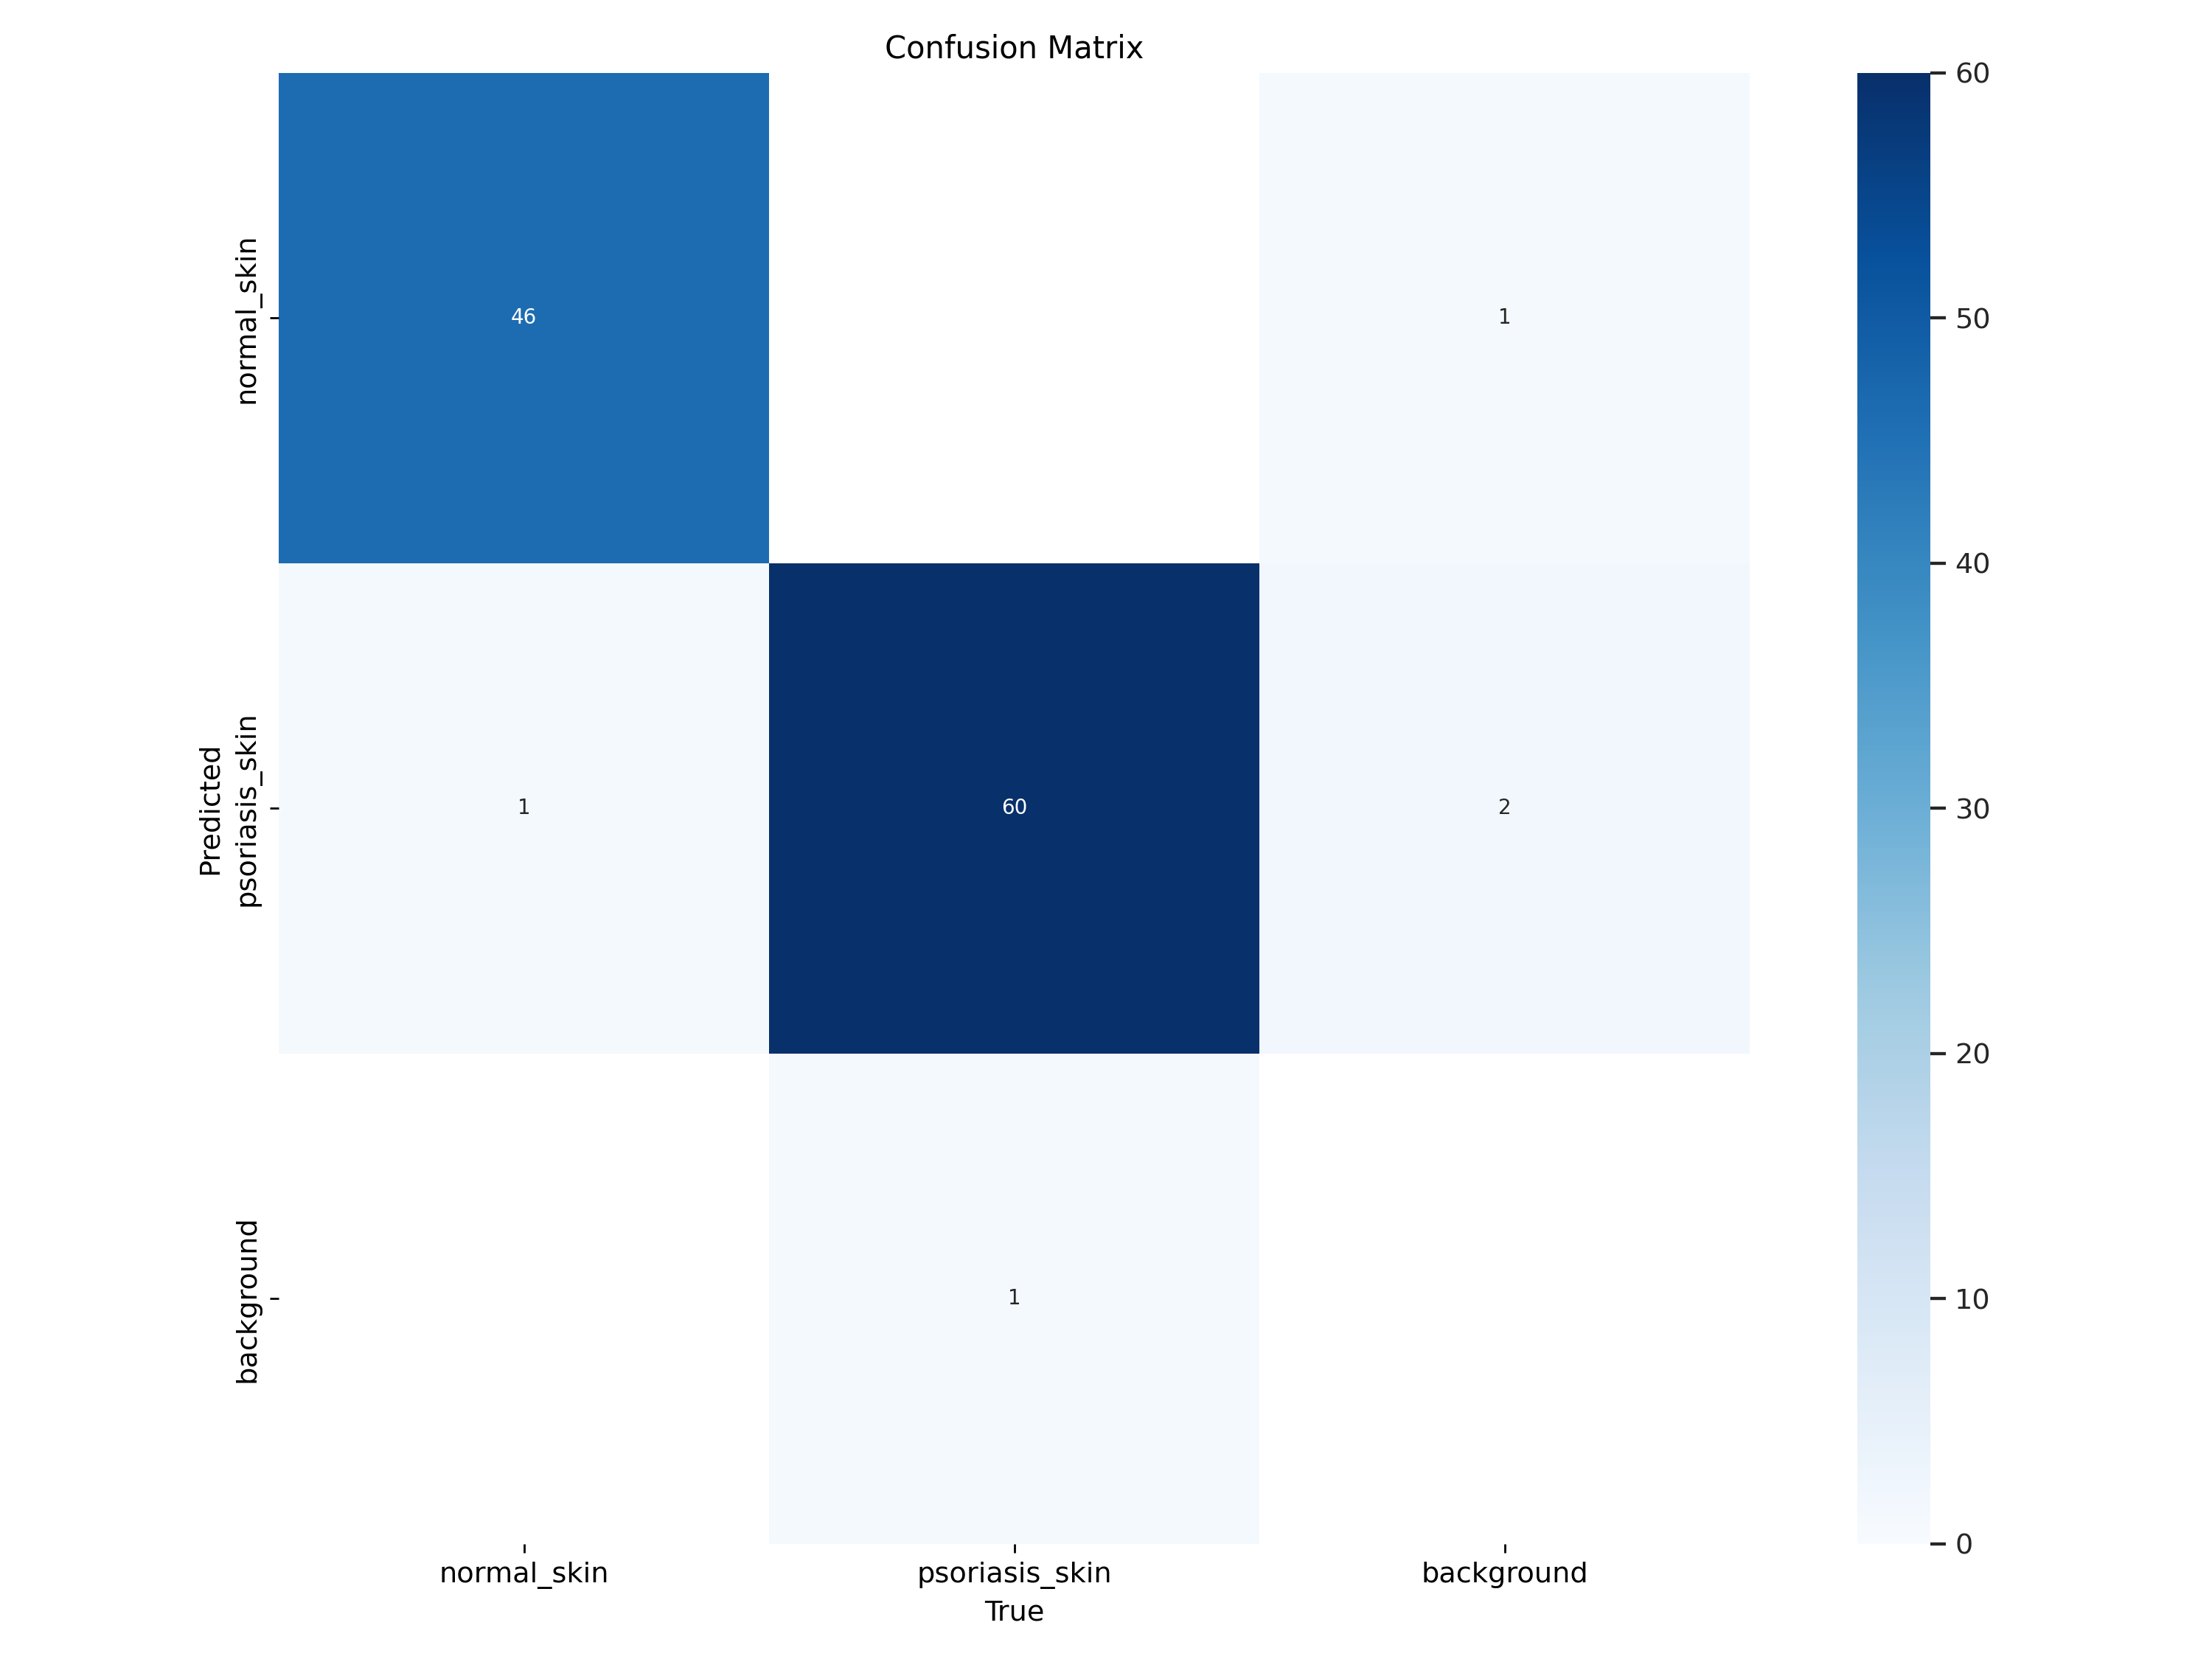 Confusion Matrix
normal_skin
psoriasis_skin
background
Predicted
46
1
1
60
2
1
normal_skin
psoriasis_skin
background
True
60
50
40
30
20
10
0